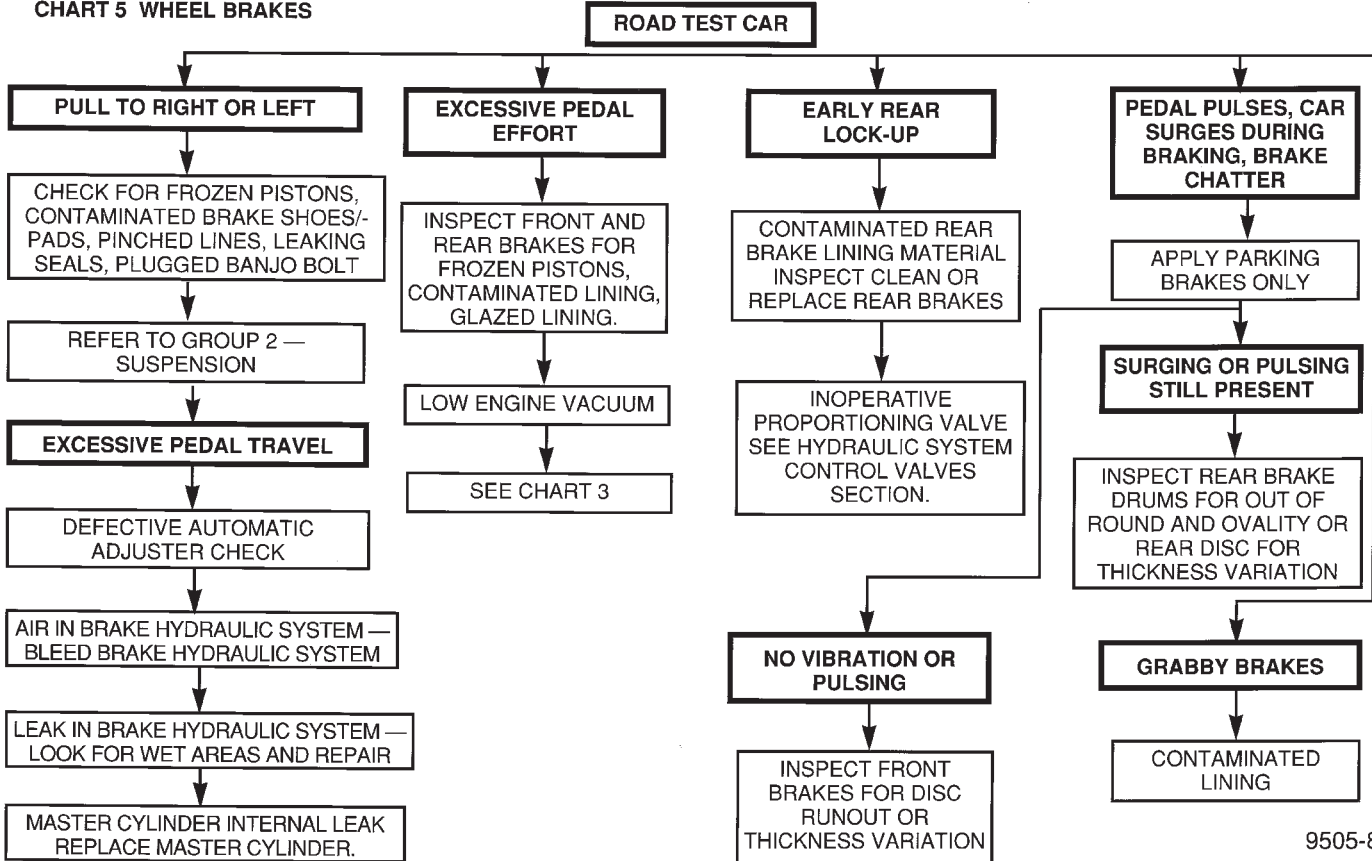 CHART 5 WHEEL BRAKES
ROAD TEST CAR
PULL TO RIGHT OR LEFT
CHECK FOR FROZEN PISTONS,
CONTAMINATED BRAKE SHOES/-
PADS, PINCHED LINES, LEAKING
SEALS, PLUGGED BANJO BOLT
REFER TO GROUP 2 —
SUSPENSION
EXCESSIVE PEDAL TRAVEL
DEFECTIVE AUTOMATIC
ADJUSTER CHECK
AIR IN BRAKE HYDRAULIC SYSTEM —
BLEED BRAKE HYDRAULIC SYSTEM
LEAK IN BRAKE HYDRAULIC SYSTEM —
LOOK FOR WET AREAS AND REPAIR
MASTER CYLINDER INTERNAL LEAK
REPLACE MASTER CYLINDER.
EXCESSIVE PEDAL
EFFORT
INSPECT FRONT AND
REAR BRAKES FOR
FROZEN PISTONS,
CONTAMINATED LINING,
GLAZED LINING.
LOW ENGINE VACUUM
SEE CHART 3
EARLY REAR
LOCK-UP
CONTAMINATED REAR
BRAKE LINING MATERIAL
INSPECT CLEAN OR
REPLACE REAR BRAKES
INOPERATIVE
PROPORTIONING VALVE
SEE HYDRAULIC SYSTEM
CONTROL VALVES
SECTION.
PEDAL PULSES, CAR
SURGES DURING
BRAKING, BRAKE
CHATTER
APPLY PARKING
BRAKES ONLY
SURGING OR PULSING
STILL PRESENT
INSPECT REAR BRAKE
DRUMS FOR OUT OF
ROUND AND OVALITY OR
REAR DISC FOR
THICKNESS VARIATION
NO VIBRATION OR
PULSING
INSPECT FRONT
BRAKES FOR DISC
RUNOUT OR
THICKNESS VARIATION
GRABBY BRAKES
CONTAMINATED
LINING
9505-8